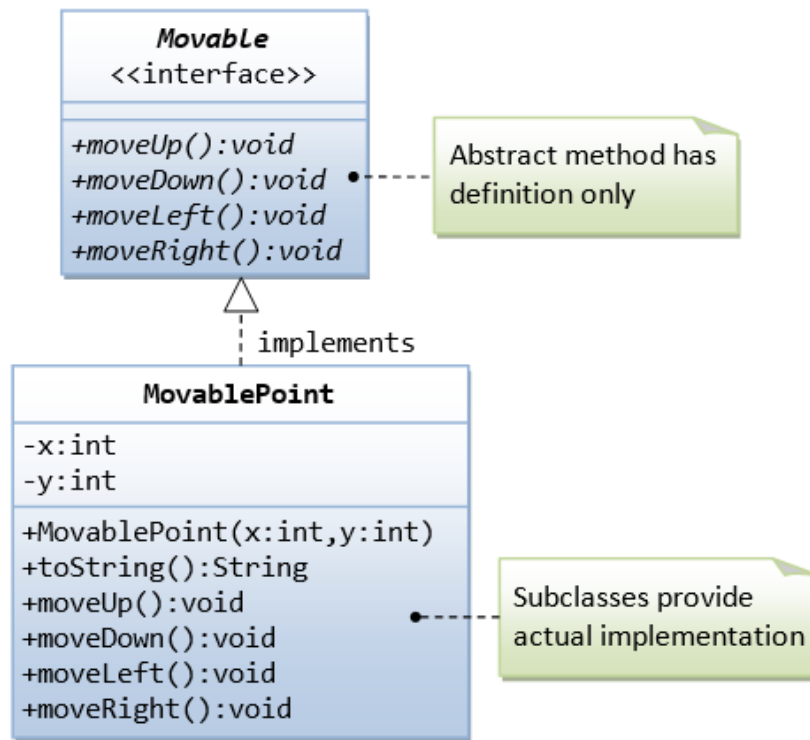 Movable
<<interface>>
+moveUp():void
+moveDown():void
+moveLeft():void
+moveRight():void
Abstract method has
definition only
implements
MovablePoint
-x:int
-y:int
+MovablePoint(x:int,y:int)
+toString():String
+moveUp():void
+moveDown():void
+moveLeft():void
+moveRight():void
Subclasses provide
actual implementation